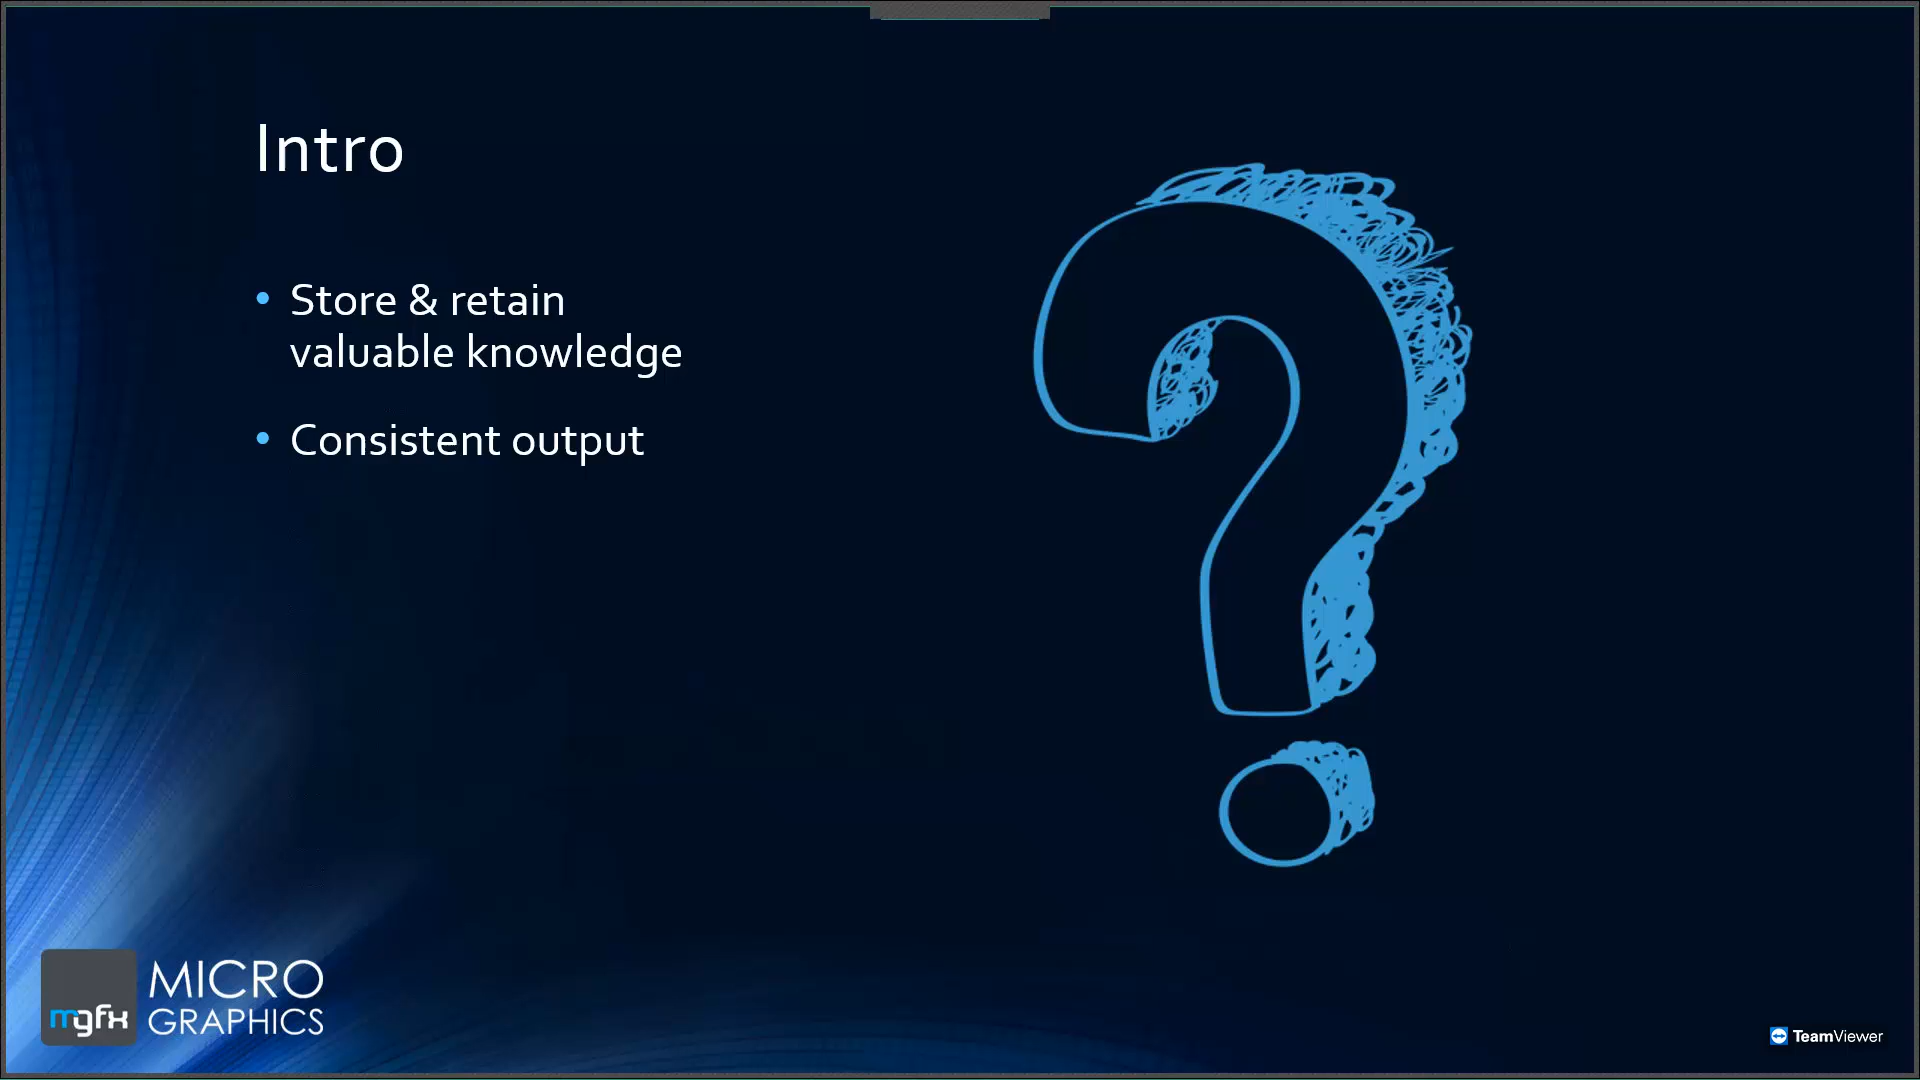 Intro
• Store & retain
valuable knowledge
• Consistent output
mgfx
MICRO
GRAPHICS
TeamViewer